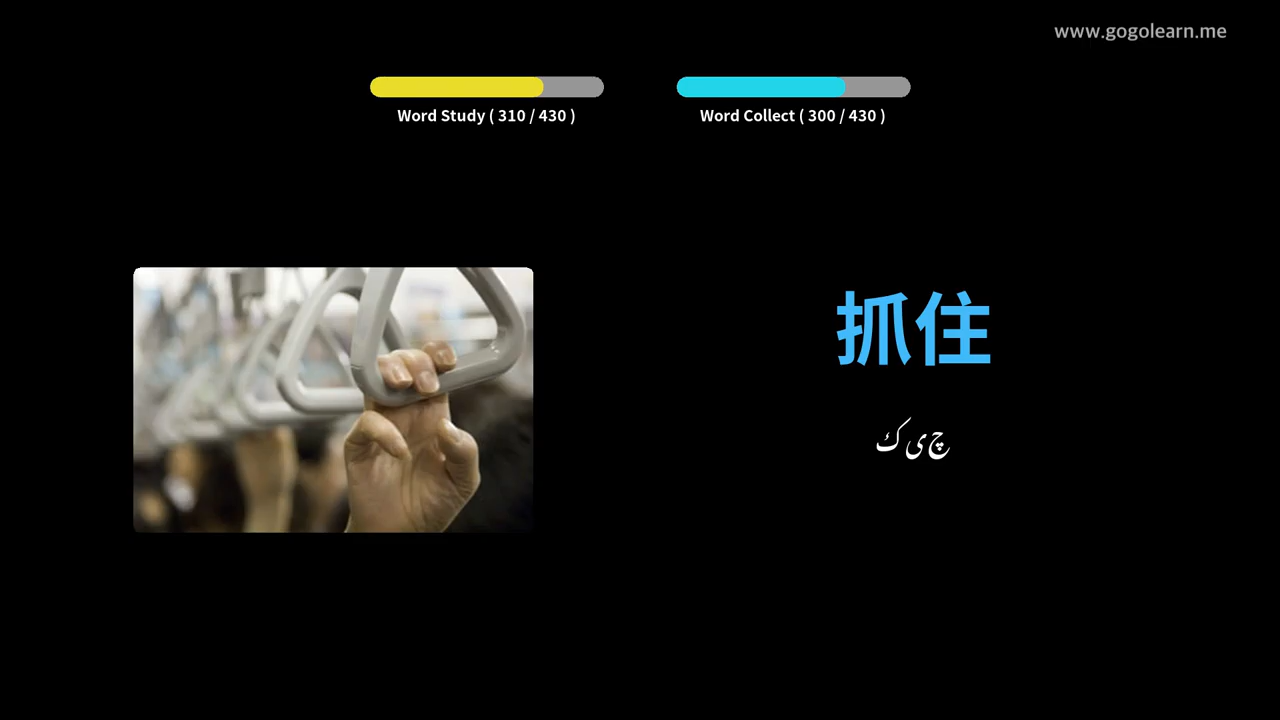 www.gogolearn.me
Word Study ( 310 / 430 )
Word Collect ( 300 / 430 )
抓住
چ ی ک